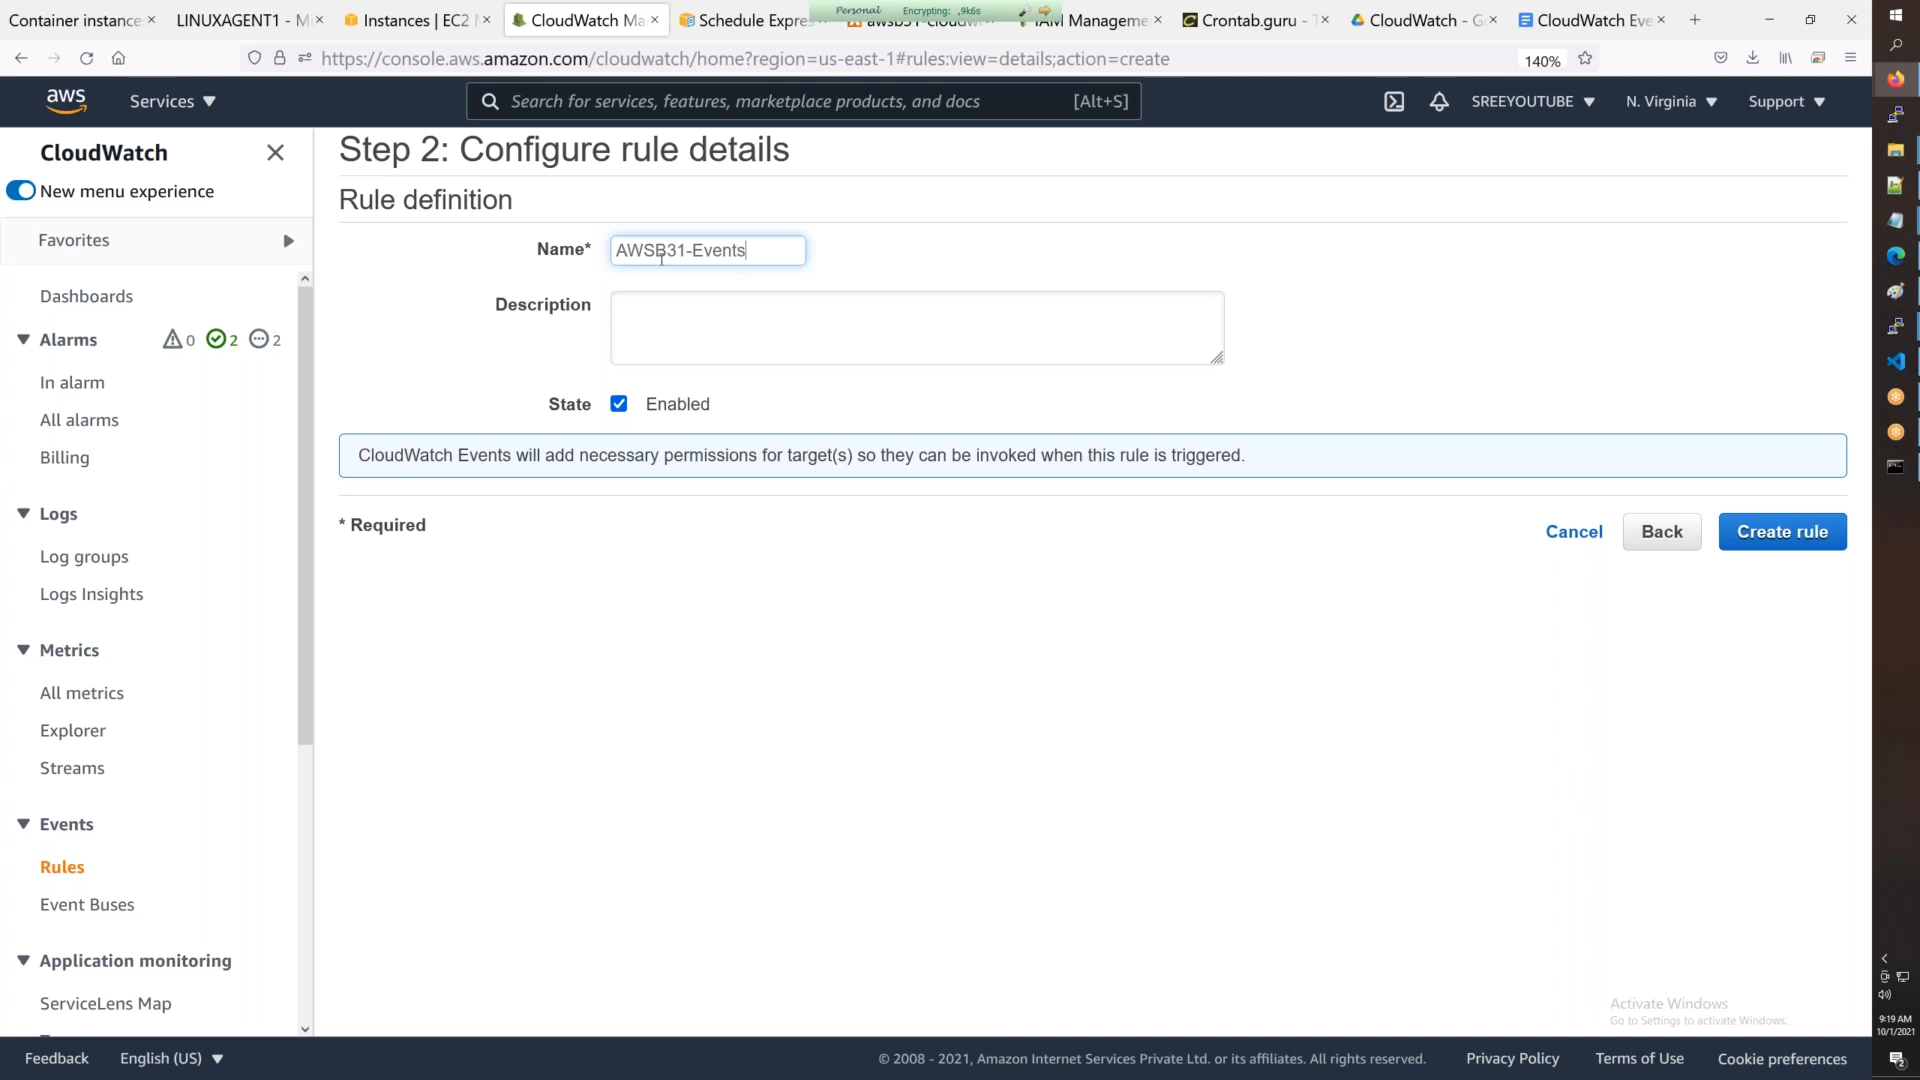 Container instance
LINUXAGENT1 - M
Instances | EC2
CloudWatch Ma
Schedule Expre
Personal
Encrypting: ,9k6s
Manageme
Crontab.guru -
CloudWatch - G
CloudWatch Eve
https://console.aws.amazon.com/cloudwatch/home?region=us-east-1#rules:view=details;action=create
140%
aws
Services
Search for services, features, marketplace products, and docs
[Alt+S]
SREEYOUTUBE
N. Virginia
Support
CloudWatch
New menu experience
Favorites
Dashboards
Alarms
0
2
2
In alarm
All alarms
Billing
Logs
Log groups
Logs Insights
Metrics
All metrics
Explorer
Streams
Events
Rules
Event Buses
Application monitoring
ServiceLens Map
Step 2: Configure rule details
Rule definition
Name*
AWSB31-Events
Description
State
Enabled
CloudWatch Events will add necessary permissions for target(s) so they can be invoked when this rule is triggered.
* Required
Cancel
Back
Create rule
Activate Windows
Go to Settings to activate Windows.
9:19 AM
10/1/2021
2
Feedback
English (US)
© 2008 - 2021, Amazon Internet Services Private Ltd. or its affiliates. All rights reserved.
Privacy Policy
Terms of Use
Cookie preferences